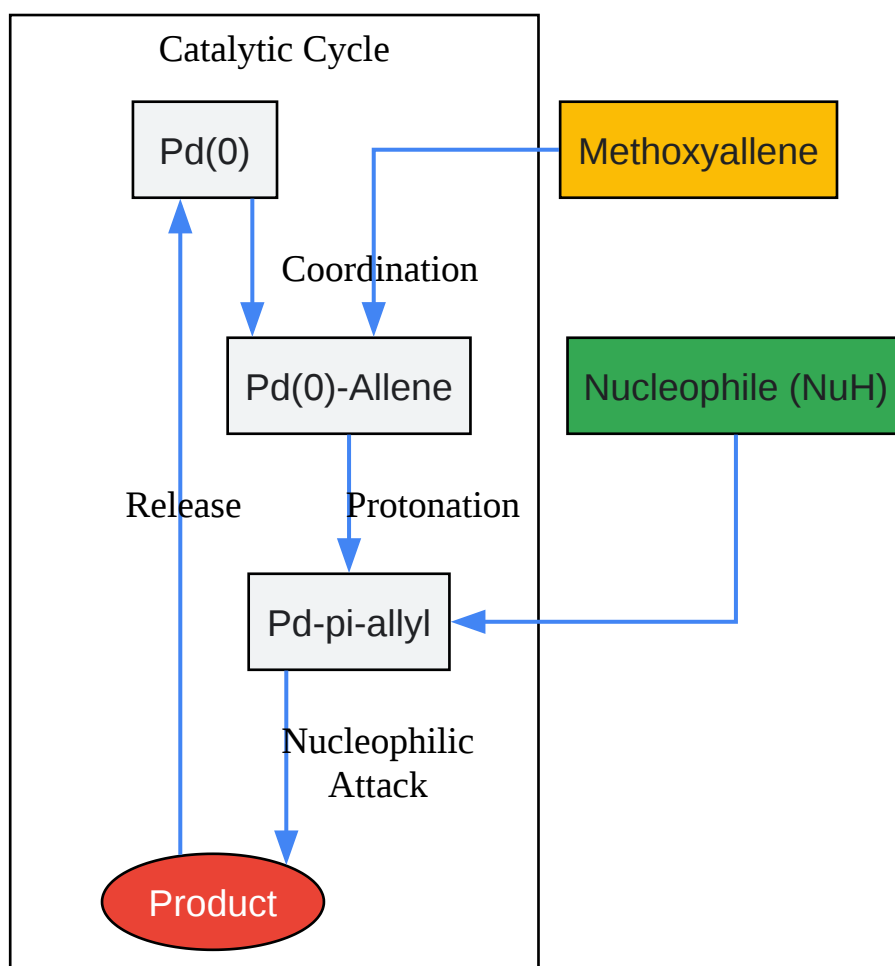 Catalytic Cycle
Pd(0)
Methoxyallene
Coordination
Pd(0)-Allene
Nucleophile (NuH)
Release
Protonation
Pd-pi-allyl
Nucleophilic
Attack
Product